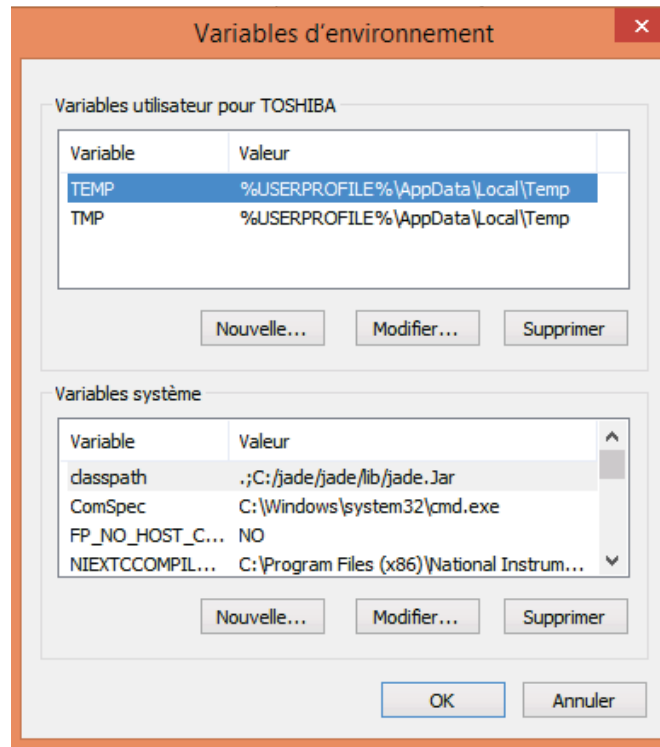 Variables d'environnement
Variables utilisateur pour TOSHIBA
Variable Valeur
TEMP %USERPROFILE%\AppData\Local\Temp
TMP %USERPROFILE%\AppData\Local\Temp
Nouvelle... Modifier... Supprimer
Variables système
Variable Valeur
classpath .;C:/jade/jade/lib/jade.Jar
ComSpec C:\Windows\system32\cmd.exe
FP_NO_HOST_C... NO
NIEXTCCOMPIL... C:\Program Files (x86)\National Instrum...
Nouvelle... Modifier... Supprimer
OK Annuler